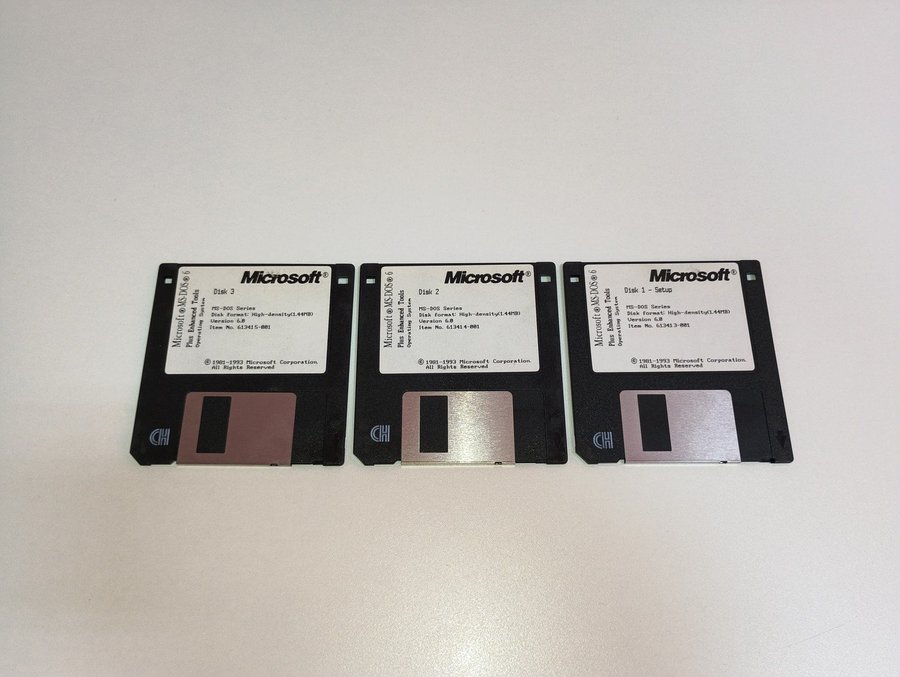 Microsoft®
Disk 3
MS-DOS Series
Disk format: High-density(1.44MB)
Version 6.0
Item No. 613415-001
© 1981-1993 Microsoft Corporation.
All Rights Reserved
Microsoft®MS-DOS®6
Plus Enhanced Tools
Operating System
CH
Microsoft®
Disk 2
MS-DOS Series
Disk format: High-density(1.44MB)
Version 6.0
Item No. 613414-001
© 1981-1993 Microsoft Corporation.
All Rights Reserved
Microsoft®MS-DOS®6
Plus Enhanced Tools
Operating System
CH
Microsoft®
Disk 1 - Setup
MS-DOS Series
Disk format: High-density(1.44MB)
Version 6.0
Item No. 613413-001
© 1981-1993 Microsoft Corporation.
All Rights Reserved
Microsoft®MS-DOS®6
Plus Enhanced Tools
Operating System
CH